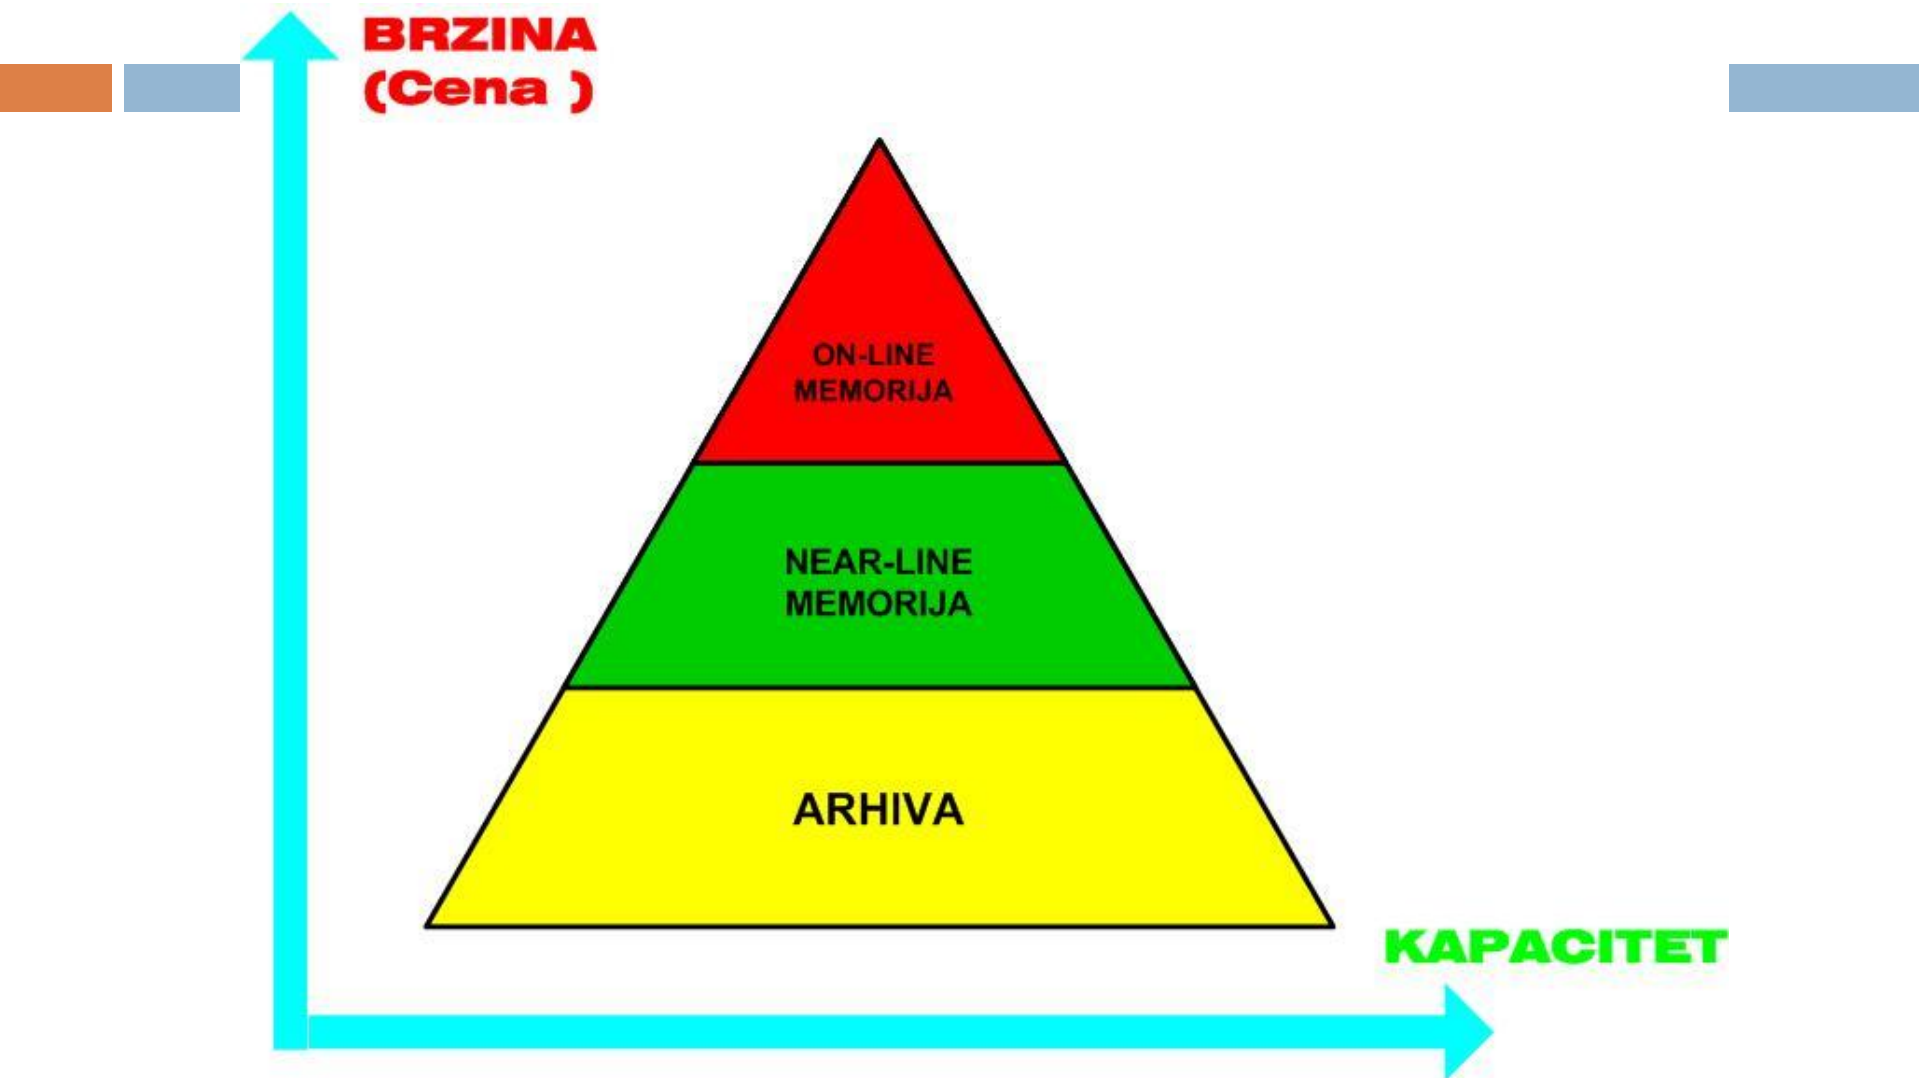 BRZINA
(Cena )
ON-LINE
MEMORIJA
NEAR-LINE
MEMORIJA
ARHIVA
KAPACITET